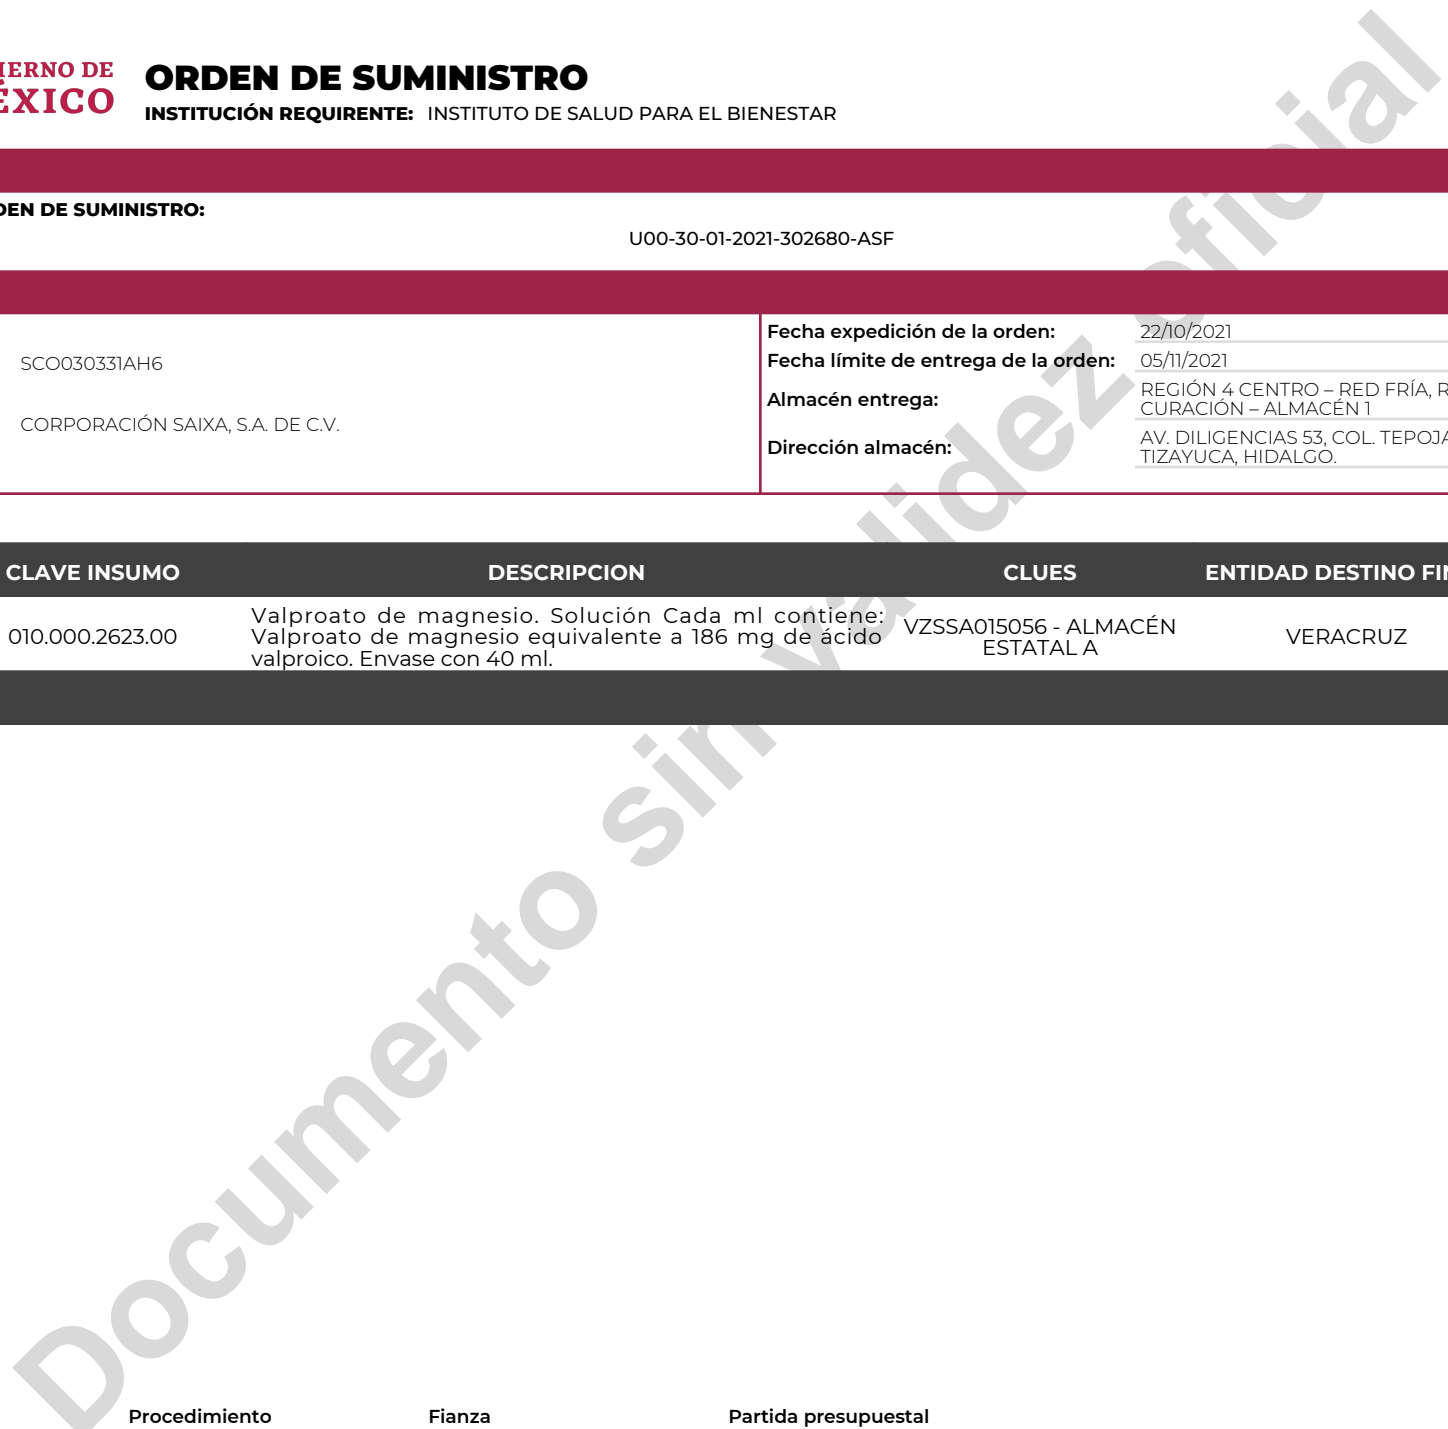 IERNO DE
ÉXICO
ORDEN DE SUMINISTRO
INSTITUCIÓN REQUIRENTE: INSTITUTO DE SALUD PARA EL BIENESTAR
DEN DE SUMINISTRO:
U00-30-01-2021-302680-ASF
SCO030331AH6
CORPORACIÓN SAIXA, S.A. DE C.V.
Fecha expedición de la orden: 22/10/2021
Fecha límite de entrega de la orden: 05/11/2021
Almacén entrega: REGIÓN 4 CENTRO – RED FRÍA, R
CURACIÓN – ALMACÉN 1
Dirección almacén: AV. DILIGENCIAS 53, COL. TEPOJA
TIZAYUCA, HIDALGO.
CLAVE INSUMO DESCRIPCION CLUES ENTIDAD DESTINO FIN
010.000.2623.00
Valproato de magnesio. Solución Cada ml contiene:
Valproato de magnesio equivalente a 186 mg de ácido
valproico. Envase con 40 ml.
VZSSA015056 - ALMACÉN
ESTATAL A
VERACRUZ
Documento sin validez oficial
Procedimiento Fianza Partida presupuestal